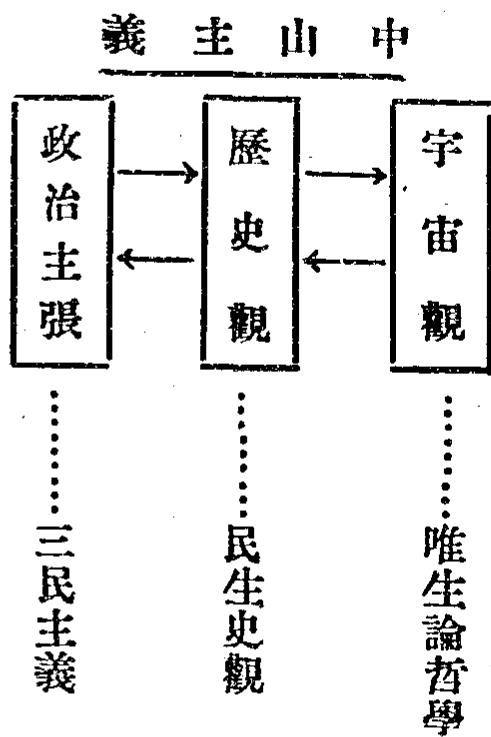 中山主義
宇宙觀
歷史觀
政治主張
唯生論哲學
民生史觀
三民主義